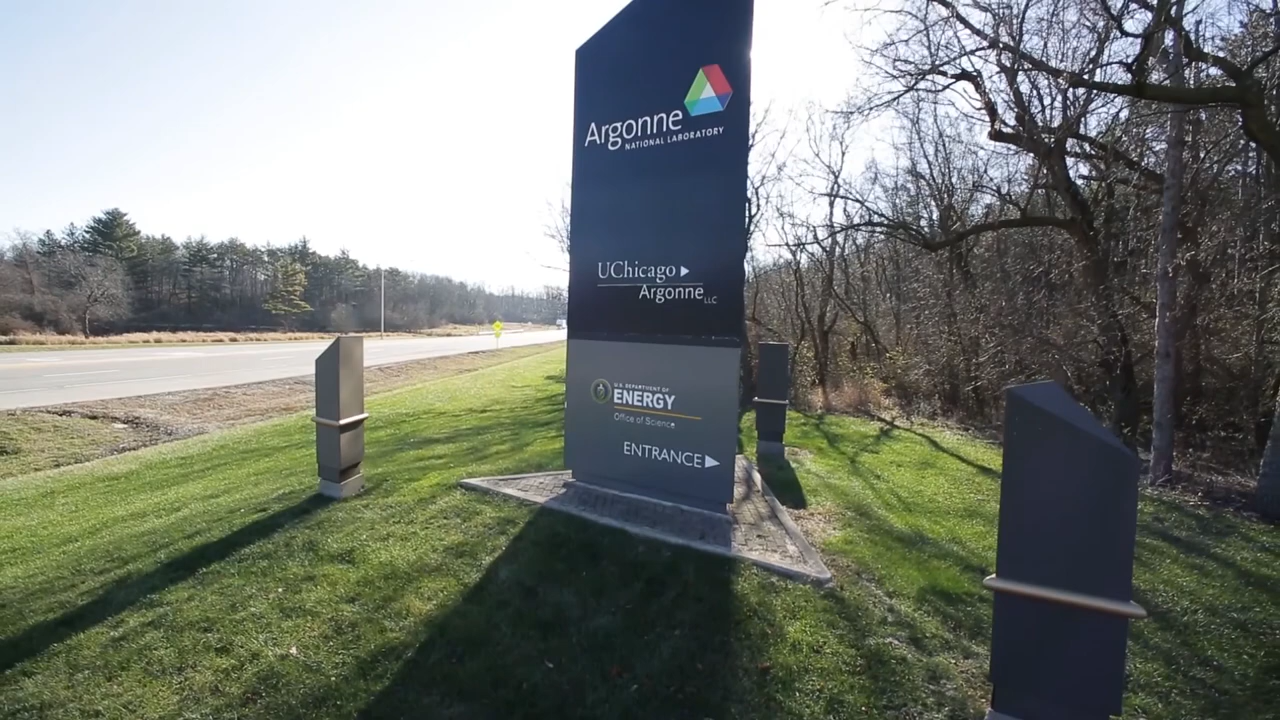 Argonne
NATIONAL LABORATORY
UChicago
Argonne LLC
U.S. DEPARTMENT OF
ENERGY
Office of Science
ENTRANCE